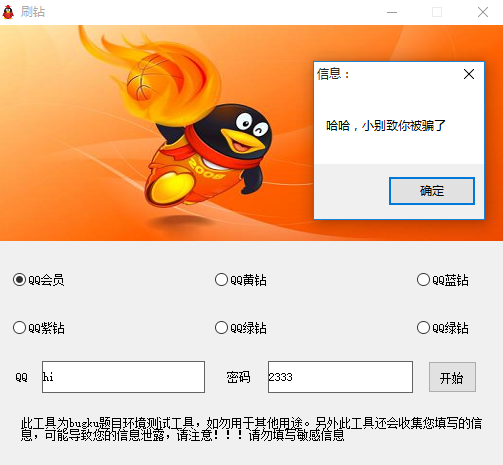 刷钻
信息：
哈哈，小别致你被骗了
确定
2008
QQ会员
QQ黄钻
QQ蓝钻
QQ紫钻
QQ绿钻
QQ绿钻
QQ hi 密码 2333 开始
此工具为bugku题目环境测试工具，如勿用于其他用途。另外此工具还会收集您填写的信
息，可能导致您的信息泄露，请注意！！！请勿填写敏感信息